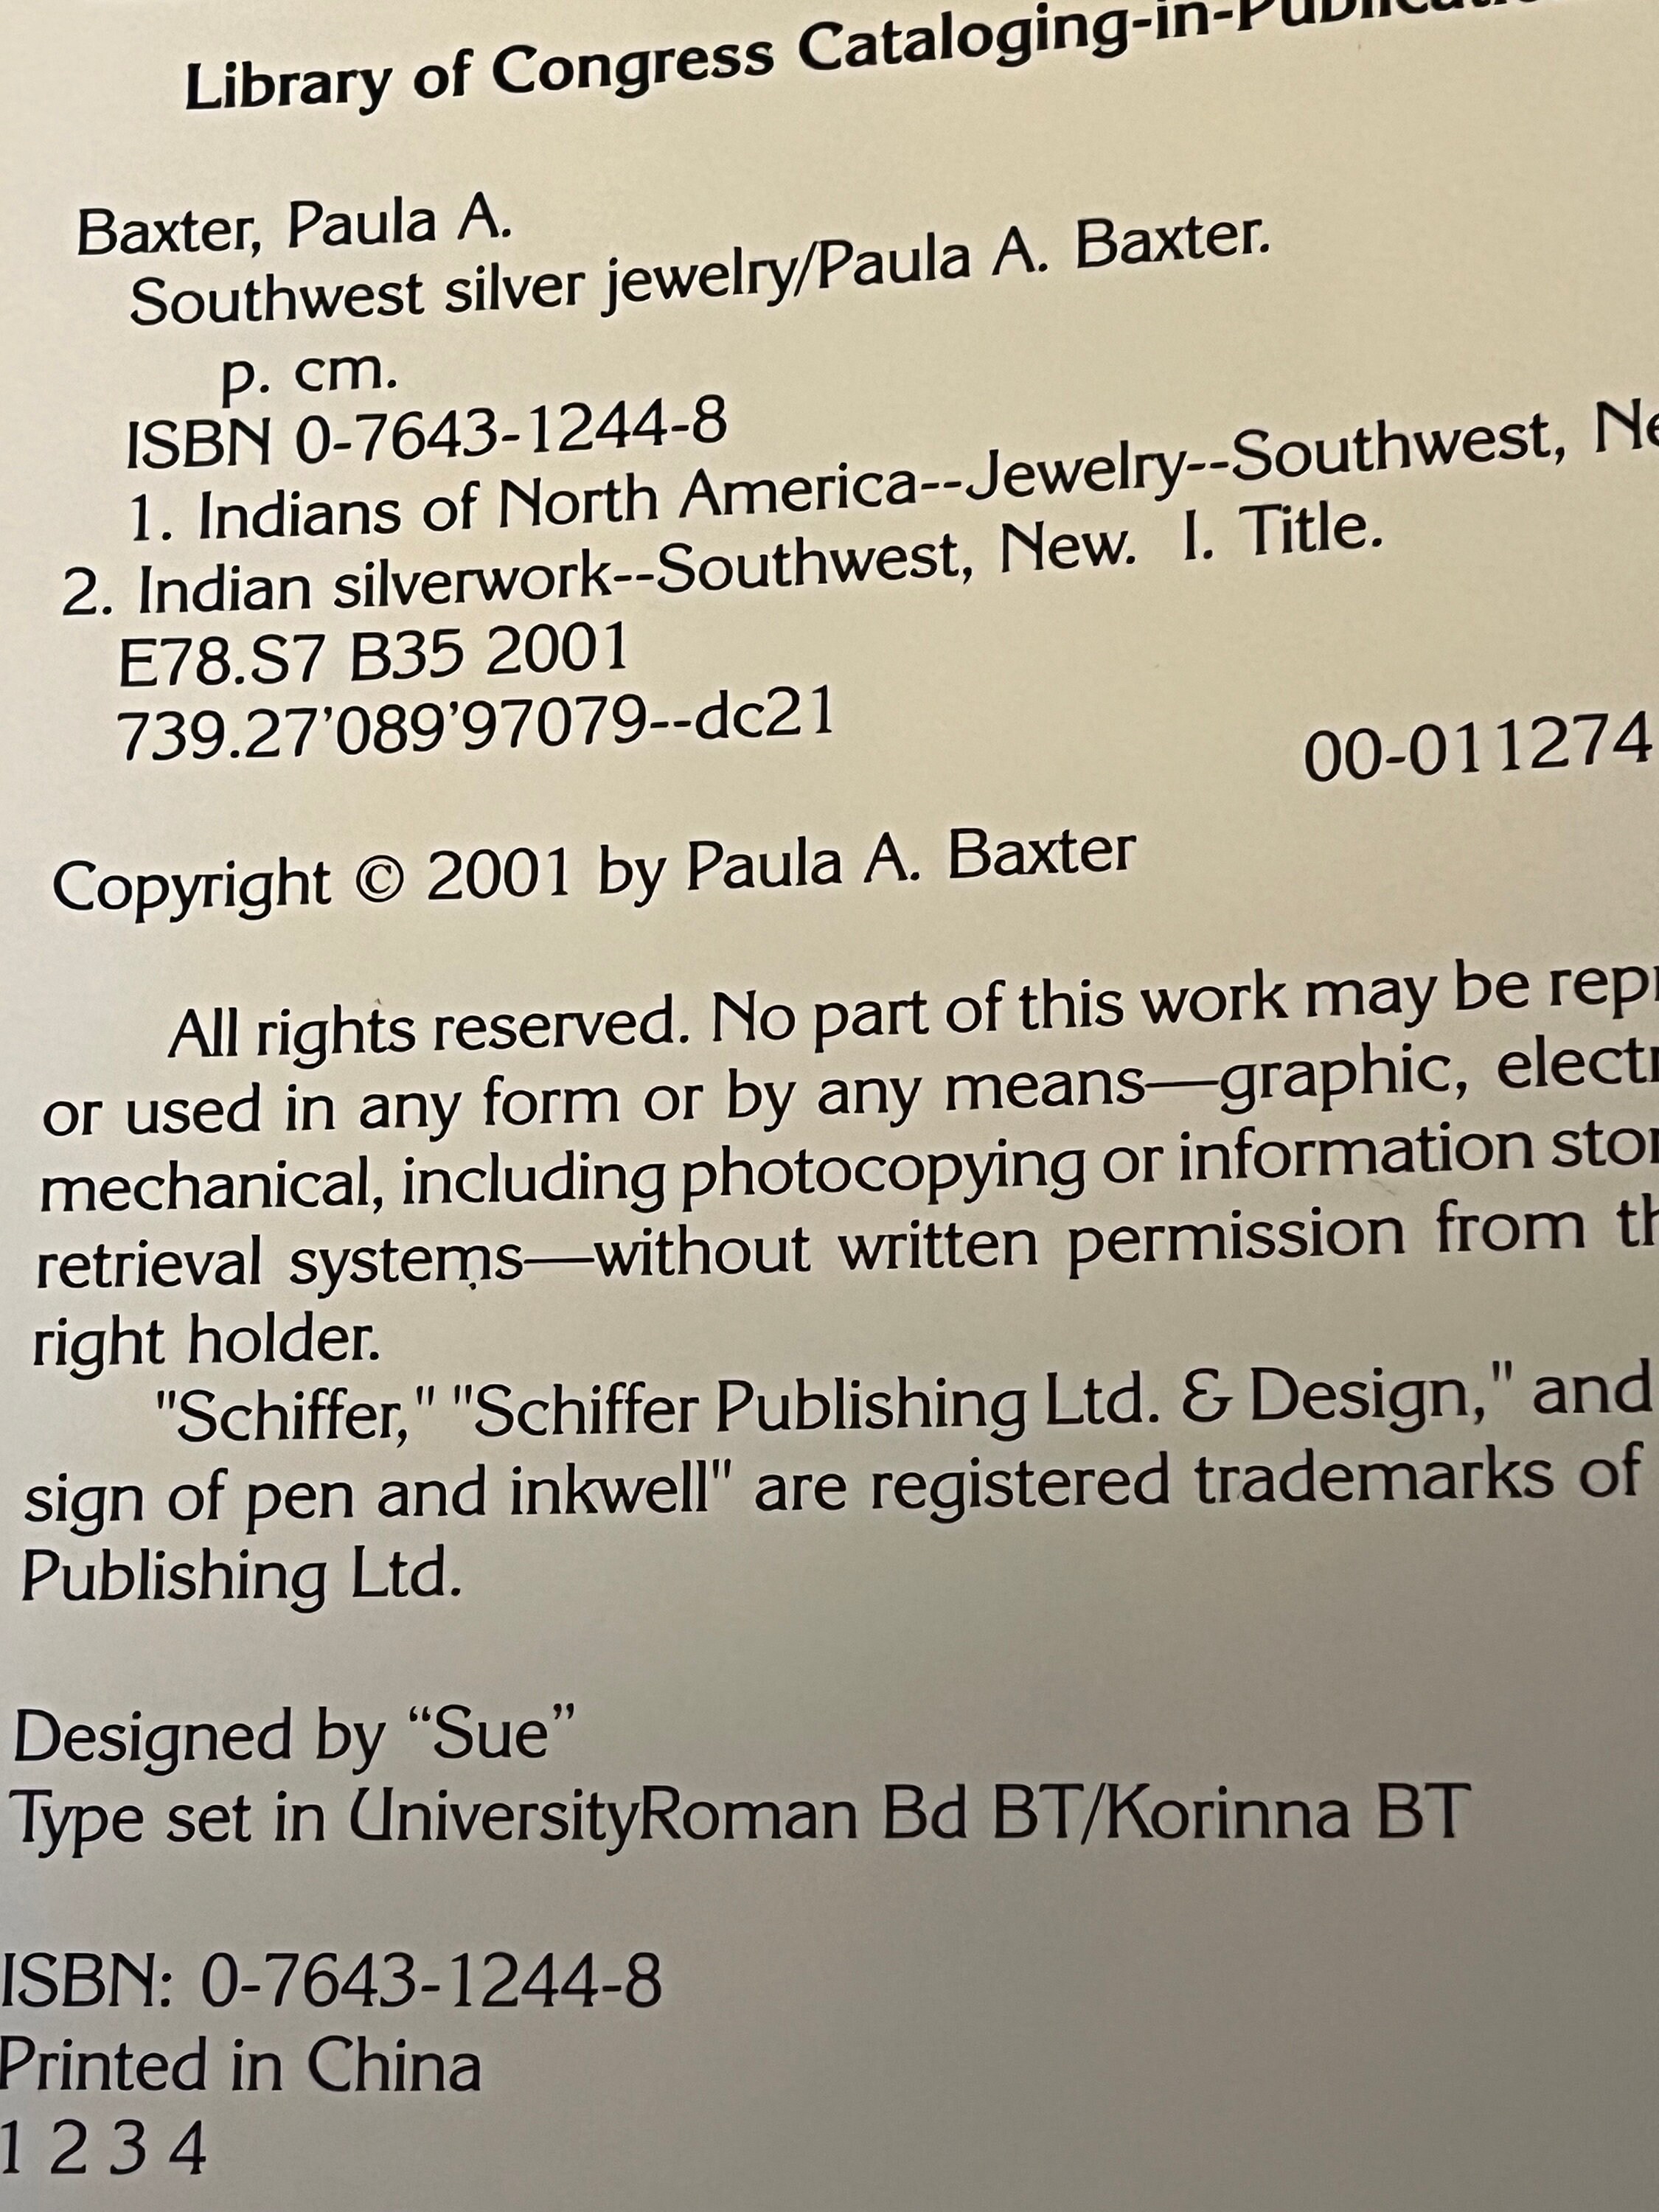 Library of Congress Cataloging-in-Publication
Baxter, Paula A.
Southwest silver jewelry/Paula A. Baxter.
p. cm.
ISBN 0-7643-1244-8
1. Indians of North America--Jewelry--Southwest, Ne
2. Indian silverwork--Southwest, New. I. Title.
E78.S7 B35 2001
739.27’089’97079--dc21
00-011274
Copyright © 2001 by Paula A. Baxter
All rights reserved. No part of this work may be repr
or used in any form or by any means—graphic, electr
mechanical, including photocopying or information stor
retrieval systems—without written permission from th
right holder.
"Schiffer," "Schiffer Publishing Ltd. & Design," and
sign of pen and inkwell" are registered trademarks of
Publishing Ltd.
Designed by “Sue”
Type set in UniversityRoman Bd BT/Korinna BT
ISBN: 0-7643-1244-8
Printed in China
1 2 3 4